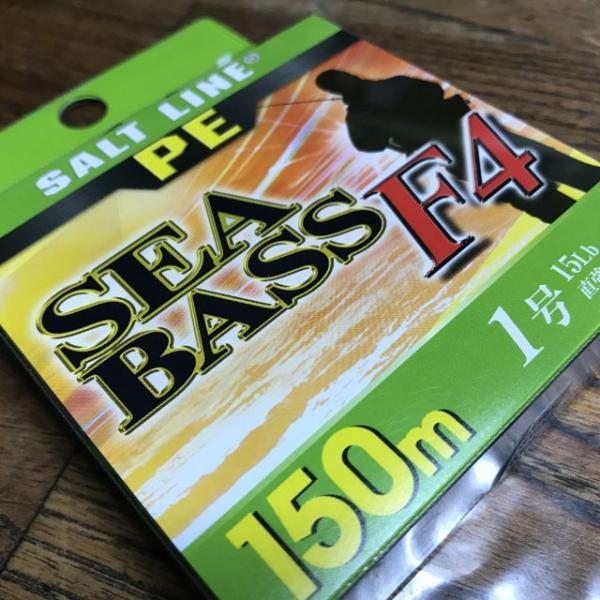 SALT LINE®
PE
SEA
BASS F4
1号 15Lb
直強
150m